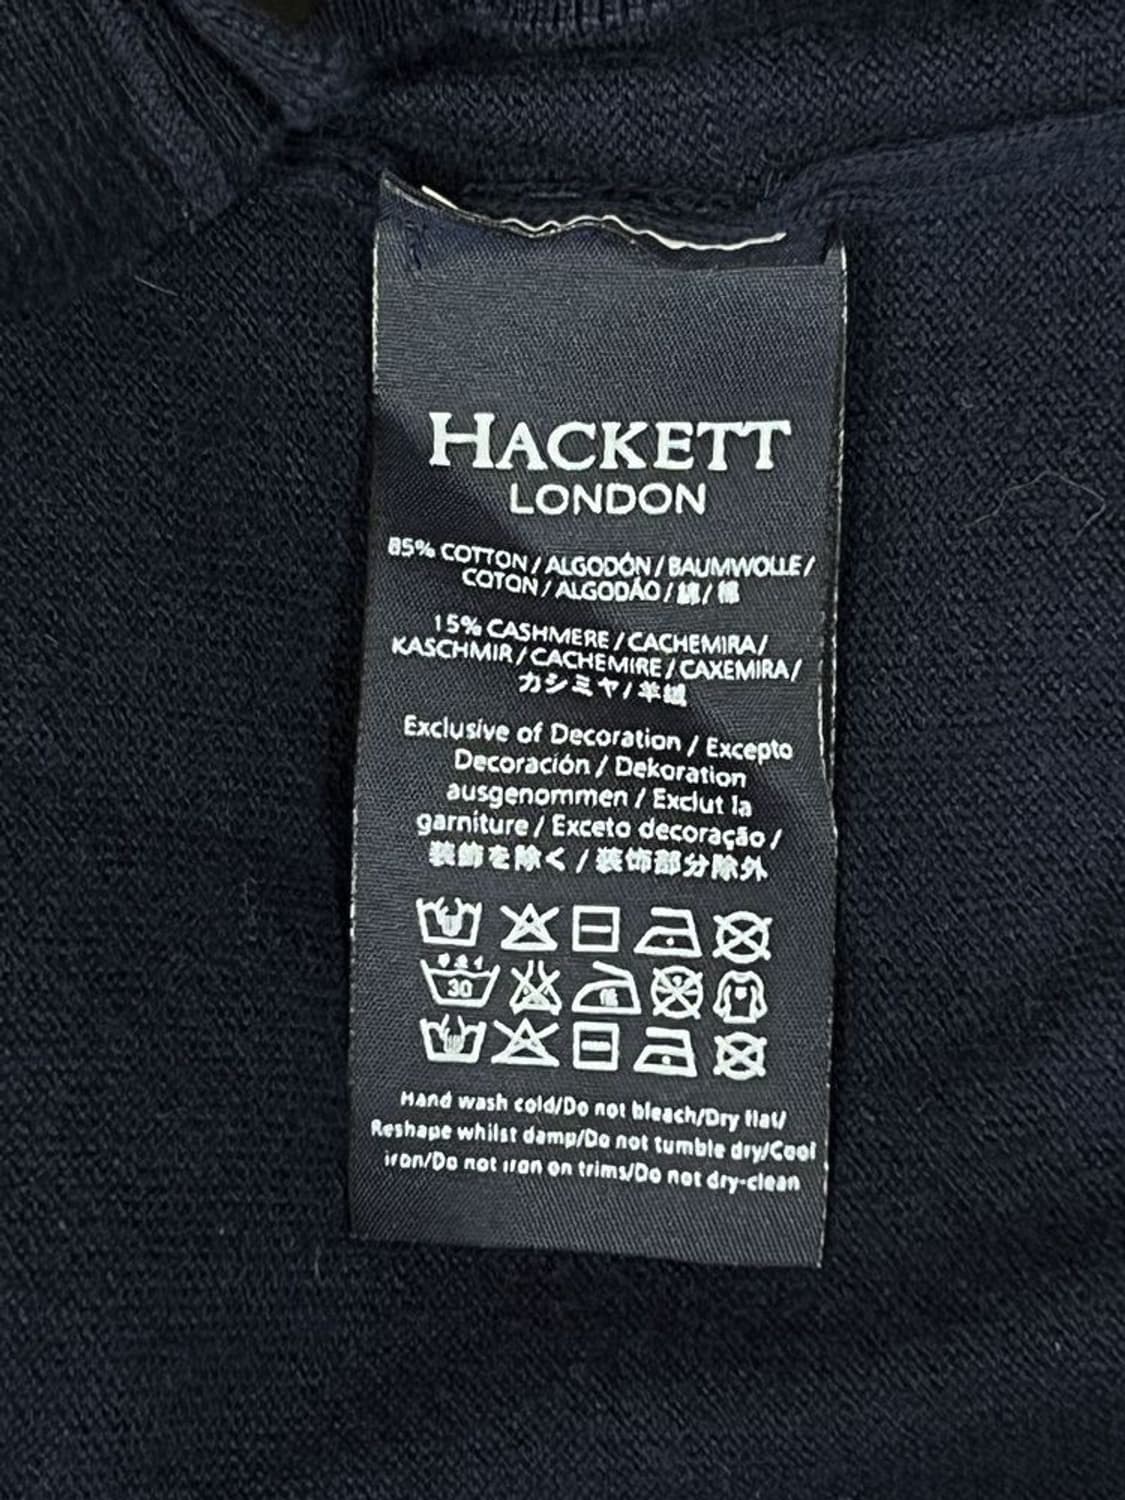 HACKETT
LONDON
85% COTTON / ALGODÓN / BAUMWOLLE /
COTON / ALGODÃO / 綿 / 棉
15% CASHMERE / CACHEMIRA /
KASCHMIR / CACHEMIRE / CAXEMIRA /
カシミヤ / 羊绒
Exclusive of Decoration / Excepto
Decoración / Dekoration
ausgenommen / Exclut la
garniture / Exceto decoração /
装飾を除く / 装饰部分除外
30
低
Hand wash cold/Do not bleach/Dry flat/
Reshape whilst damp/Do not tumble dry/Cool
iron/Do not iron on trims/Do not dry-clean